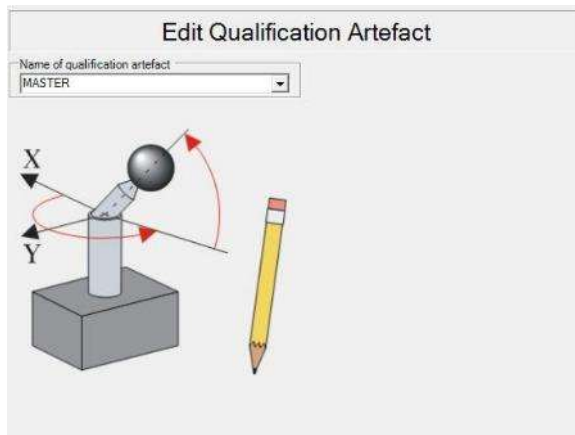 Edit Qualification Artefact
Name of qualification artefact
MASTER
X
Y